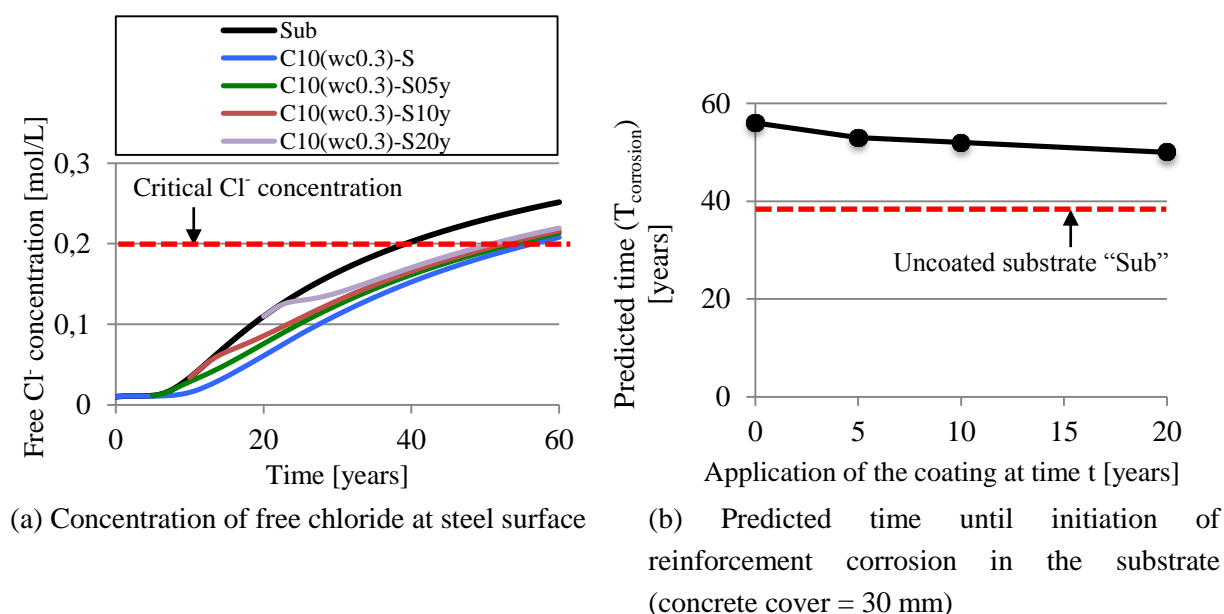 Sub
C10(wc0.3)-S
C10(wc0.3)-S05y
C10(wc0.3)-S10y
C10(wc0.3)-S20y
Free Cl⁻ concentration [mol/L]
0,3
0,2
0,1
0
Critical Cl⁻ concentration
0
20
40
60
Time [years]
(a) Concentration of free chloride at steel surface
Predicted time (T_corrosion)
[years]
60
40
20
0
Uncoated substrate “Sub”
0
5
10
15
20
Application of the coating at time t [years]
(b) Predicted time until initiation of
reinforcement corrosion in the substrate
(concrete cover = 30 mm)